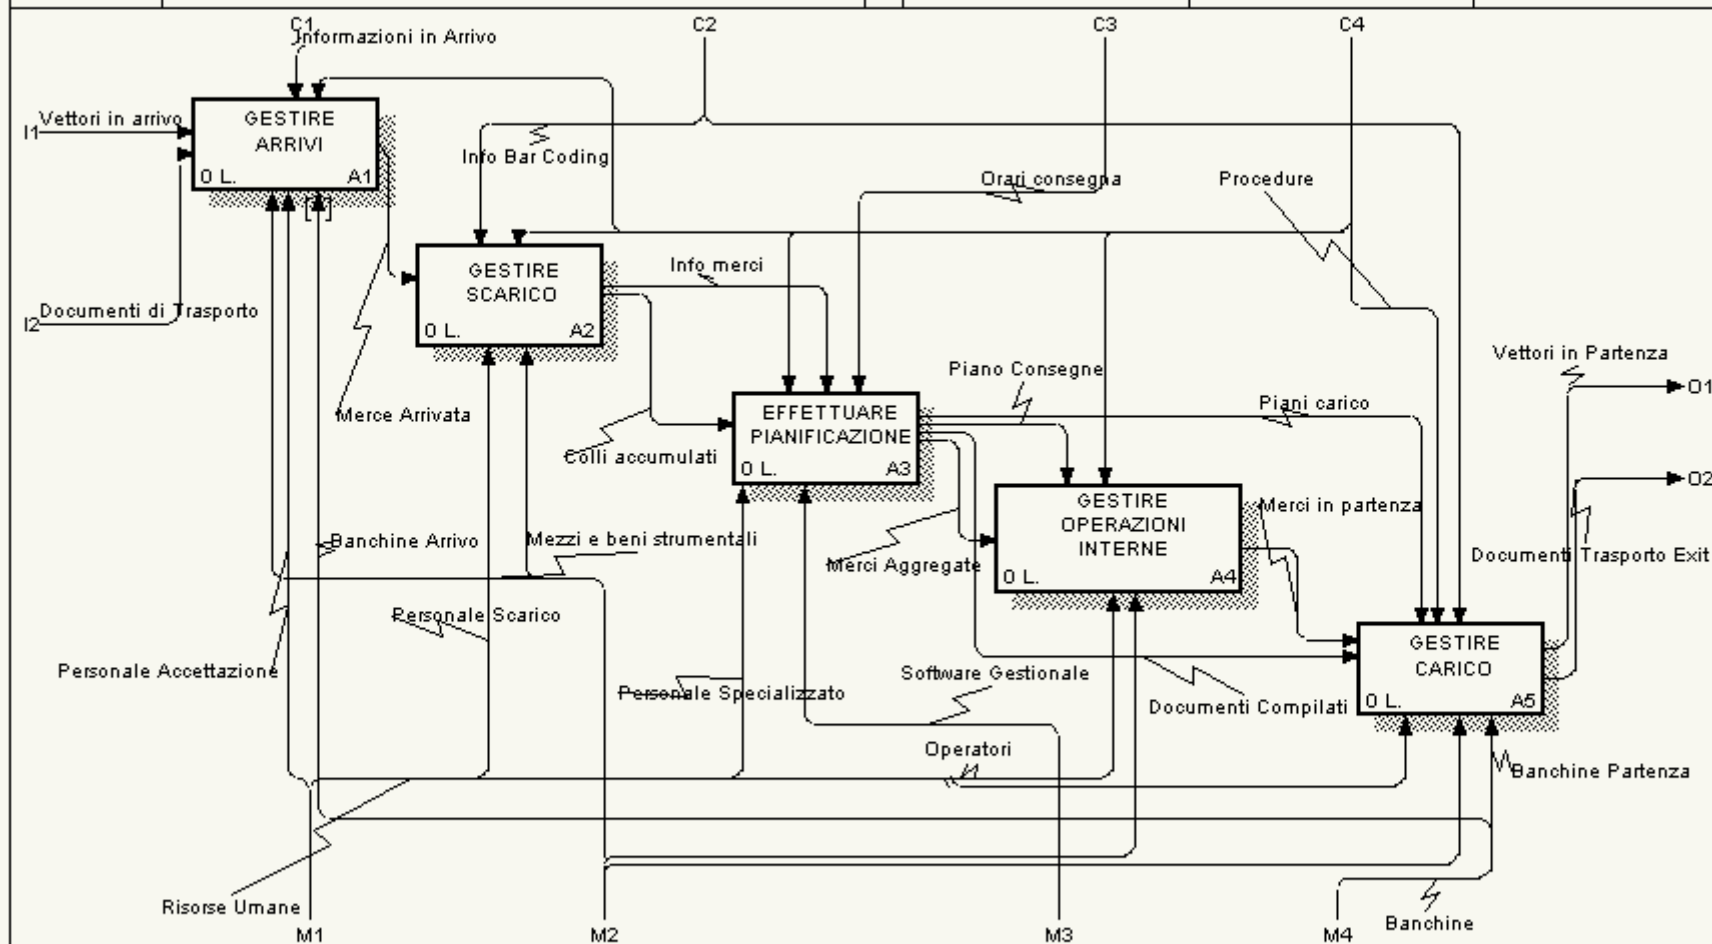 C1
C2
C3
C4
Informazioni in Arrivo
I1
Vettori in arrivo
GESTIRE
ARRIVI
0 L.
A1
Info Bar Coding
Orari consegna
Procedure
I2
Documenti di Trasporto
GESTIRE
SCARICO
0 L.
A2
Info merci
Merce Arrivata
Colli accumulati
EFFETTUARE
PIANIFICAZIONE
0 L.
A3
Piano Consegne
Piani carico
Vettori in Partenza
O1
O2
GESTIRE
OPERAZIONI
INTERNE
0 L.
A4
Merci in partenza
Documenti Trasporto Exit
Banchine Arrivo
Mezzi e beni strumentali
Merci Aggregate
Personale Scarico
Personale Accettazione
Personale Specializzato
Software Gestionale
Documenti Compilati
GESTIRE
CARICO
0 L.
A5
Operatori
Banchine Partenza
Risorse Umane
Banchine
M1
M2
M3
M4